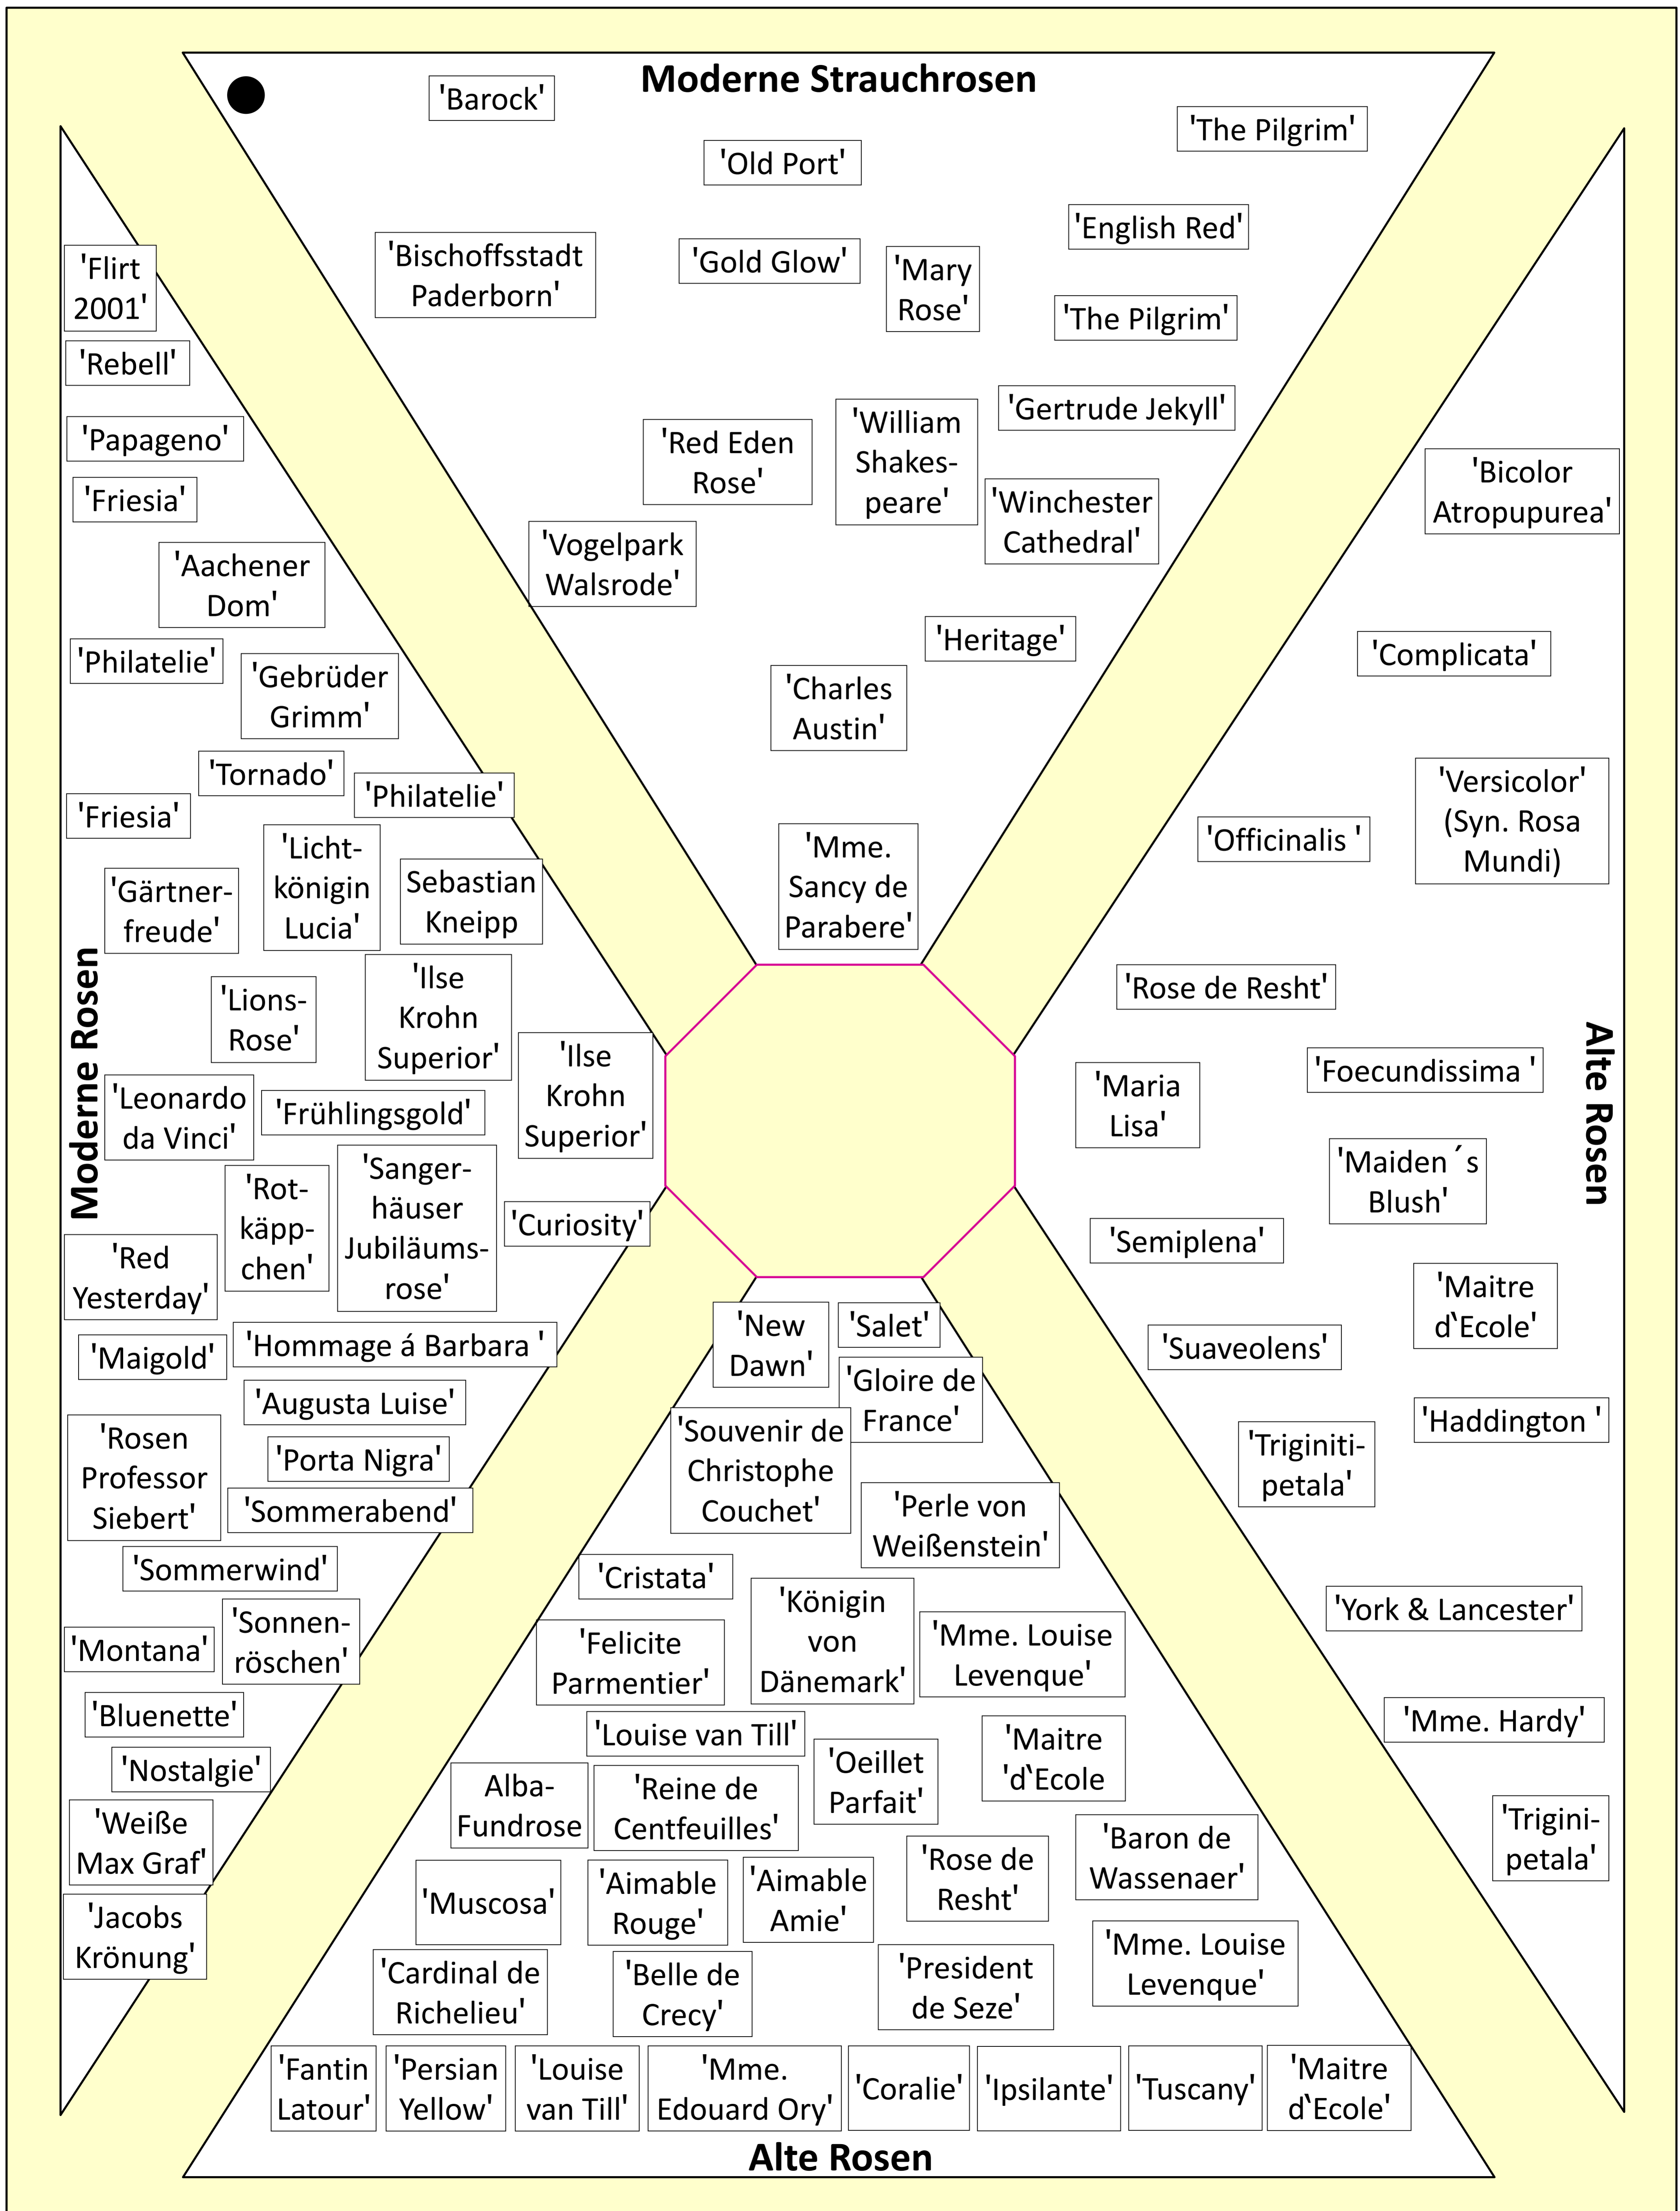 Moderne Strauchrosen
'Barock'
'The Pilgrim'
'Old Port'
'English Red'
'Bischoffsstadt
Paderborn'
'Gold Glow'
'Mary
Rose'
'The Pilgrim'
'Gertrude Jekyll'
'William
Shakes-
peare'
'Red Eden
Rose'
'Winchester
Cathedral'
'Vogelpark
Walsrode'
'Heritage'
'Charles
Austin'
'Mme.
Sancy de
Parabere'
Moderne Rosen
'Flirt
2001'
'Rebell'
'Papageno'
'Friesia'
'Aachener
Dom'
'Philatelie'
'Gebrüder
Grimm'
'Tornado'
'Philatelie'
'Friesia'
'Licht-
königin
Lucia'
Sebastian
Kneipp
'Gärtner-
freude'
'Ilse
Krohn
Superior'
'Lions-
Rose'
'Ilse
Krohn
Superior'
'Leonardo
da Vinci'
'Frühlingsgold'
'Sanger-
häuser
Jubiläums-
rose'
'Rot-
käpp-
chen'
'Curiosity'
'Red
Yesterday'
'Hommage á Barbara '
'Maigold'
'Augusta Luise'
'Rosen
Professor
Siebert'
'Porta Nigra'
'Sommerabend'
'Sommerwind'
'Sonnen-
röschen'
'Montana'
'Bluenette'
'Nostalgie'
'Weiße
Max Graf'
'Jacobs
Krönung'
Alte Rosen
'Bicolor
Atropupurea'
'Complicata'
'Versicolor'
(Syn. Rosa
Mundi)
'Officinalis '
'Rose de Resht'
'Foecundissima '
'Maria
Lisa'
'Maiden´s
Blush'
'Semiplena'
'Maitre
d‘Ecole'
'Suaveolens'
'Haddington '
'Triginiti-
petala'
'York & Lancester'
'Mme. Hardy'
'Trigini-
petala'
'New
Dawn'
'Salet'
'Gloire de
France'
'Souvenir de
Christophe
Couchet'
'Perle von
Weißenstein'
'Cristata'
'Königin
von
Dänemark'
'Mme. Louise
Levenque'
'Felicite
Parmentier'
'Louise van Till'
'Maitre
'd‘Ecole
'Oeillet
Parfait'
Alba-
Fundrose
'Reine de
Centfeuilles'
'Baron de
Wassenaer'
'Rose de
Resht'
'Muscosa'
'Aimable
Rouge'
'Aimable
Amie'
'Mme. Louise
Levenque'
'President
de Seze'
'Cardinal de
Richelieu'
'Belle de
Crecy'
'Fantin
Latour'
'Persian
Yellow'
'Louise
van Till'
'Mme.
Edouard Ory'
'Coralie'
'Ipsilante'
'Tuscany'
'Maitre
d‘Ecole'
Alte Rosen